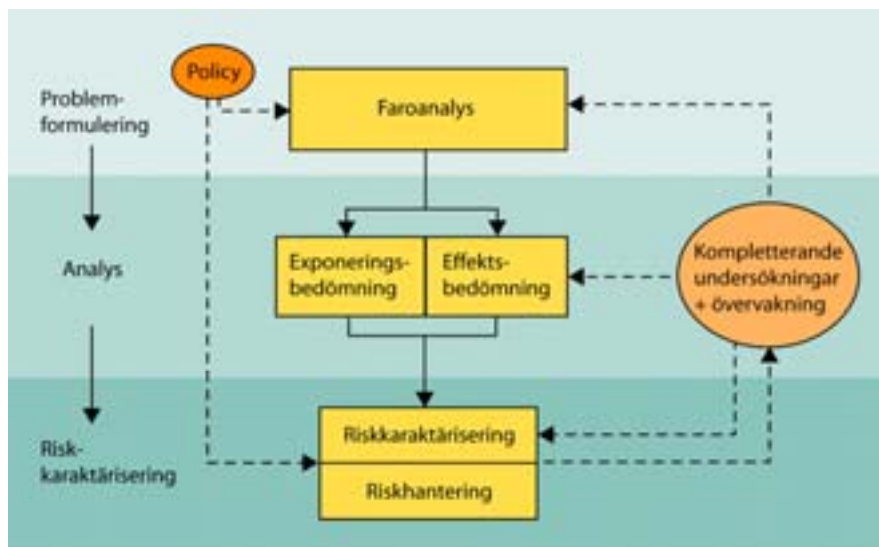 Policy
Problem-
formulering
Faroanalys
Analys
Exponerings-
bedömning
Effekts-
bedömning
Kompletterande
undersökningar
+ övervakning
Risk-
karaktärisering
Riskkaraktärisering
Riskhantering